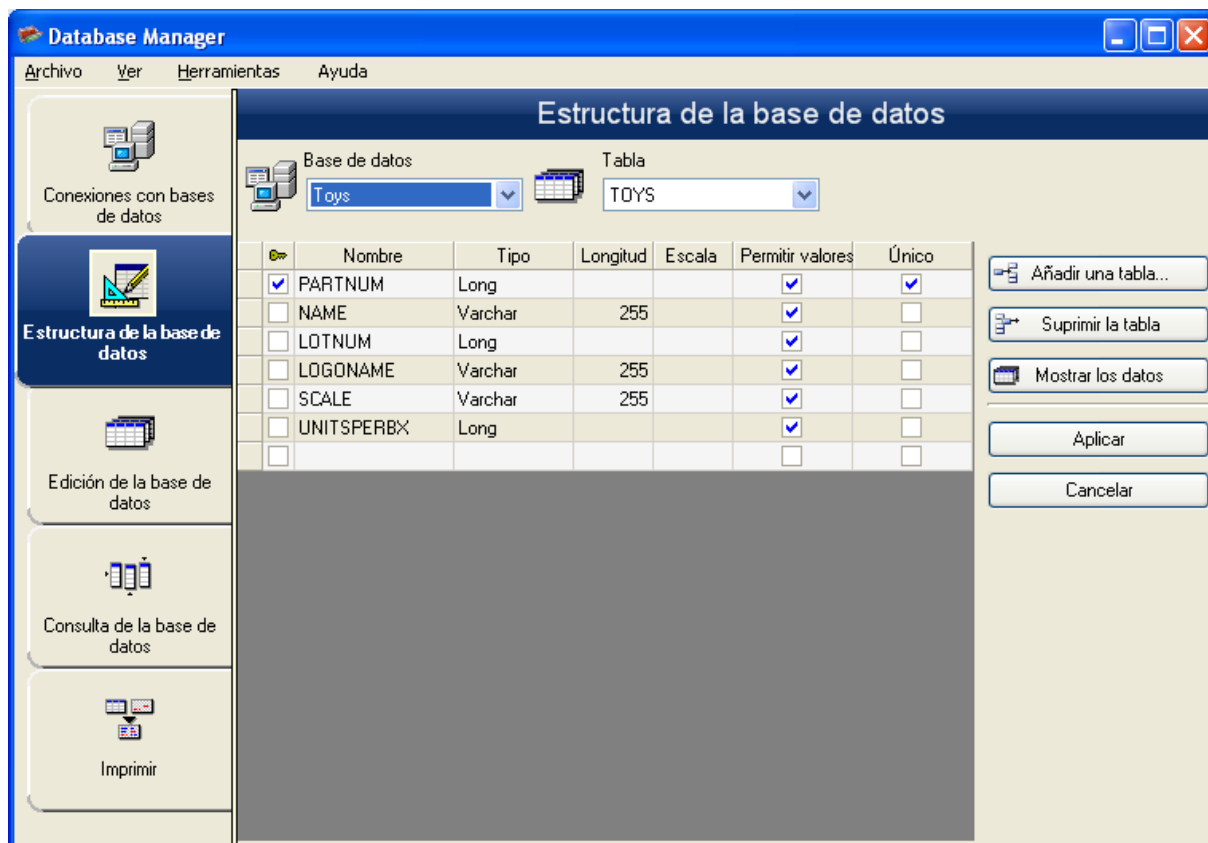 Database Manager
Archivo Ver Herramientas Ayuda
Estructura de la base de datos
Conexiones con bases
de datos
Estructura de la base de
datos
Edición de la base de
datos
Consulta de la base de
datos
Imprimir
Base de datos Tabla
Toys TOYS
Nombre Tipo Longitud Escala Permitir valores Único
PARTNUM Long
NAME Varchar 255
LOTNUM Long
LOGONAME Varchar 255
SCALE Varchar 255
UNITSPERBX Long
Añadir una tabla...
Suprimir la tabla
Mostrar los datos
Aplicar
Cancelar